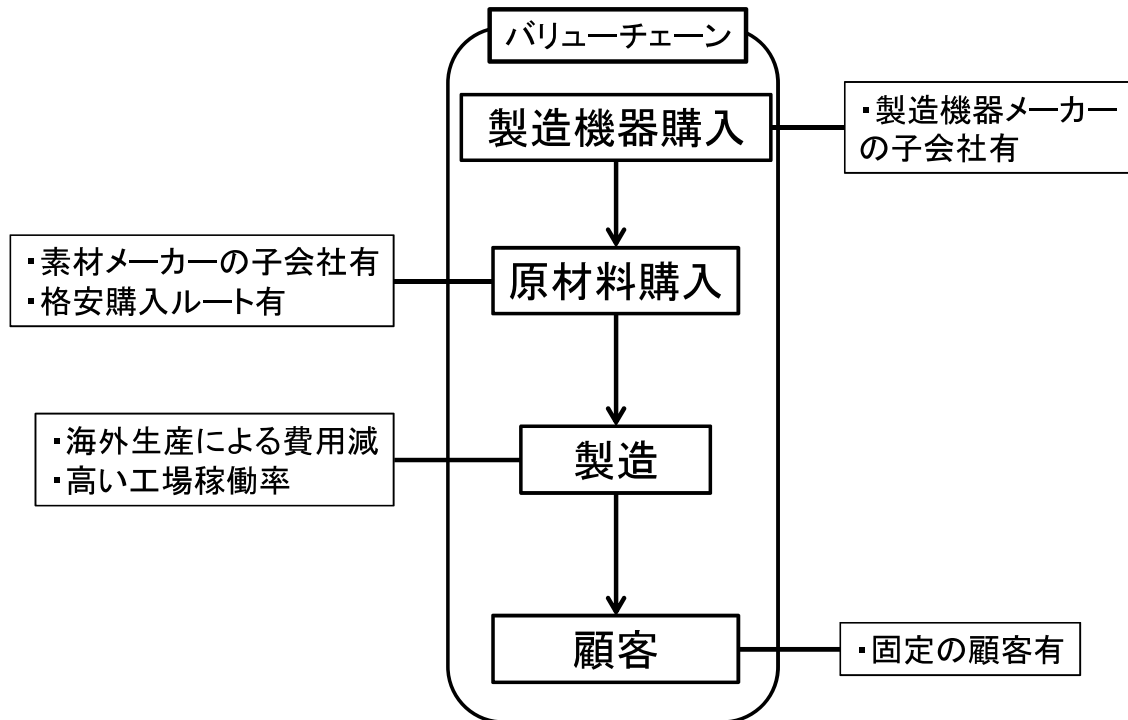 バリューチェーン
製造機器購入
・製造機器メーカー
の子会社有
・素材メーカーの子会社有
・格安購入ルート有
原材料購入
・海外生産による費用減
・高い工場稼働率
製造
顧客
・固定の顧客有